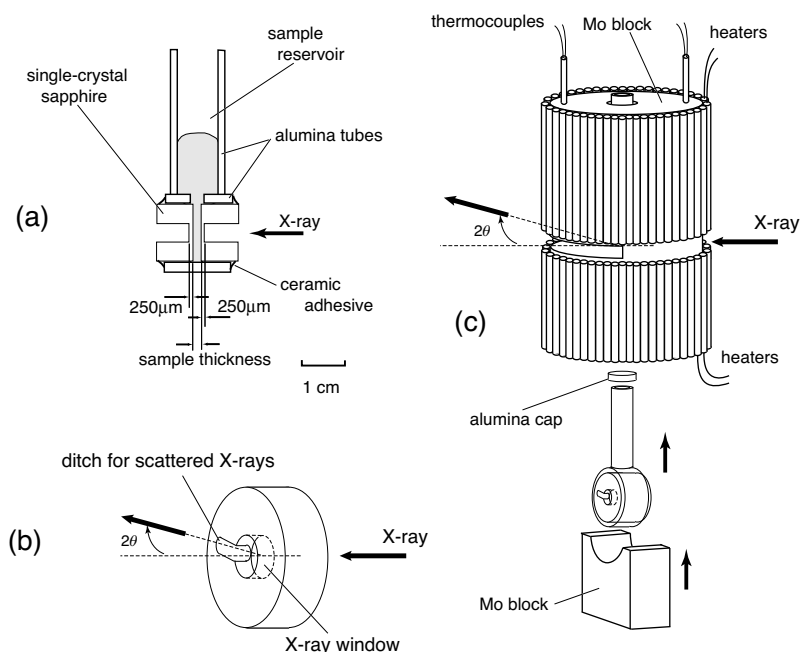 (a)
sample
reservoir
single-crystal
sapphire
alumina tubes
X-ray
ceramic
adhesive
250μm
250μm
sample thickness
1 cm
(b)
ditch for scattered X-rays
2θ
X-ray
X-ray window
(c)
thermocouples
Mo block
heaters
2θ
X-ray
heaters
alumina cap
Mo block